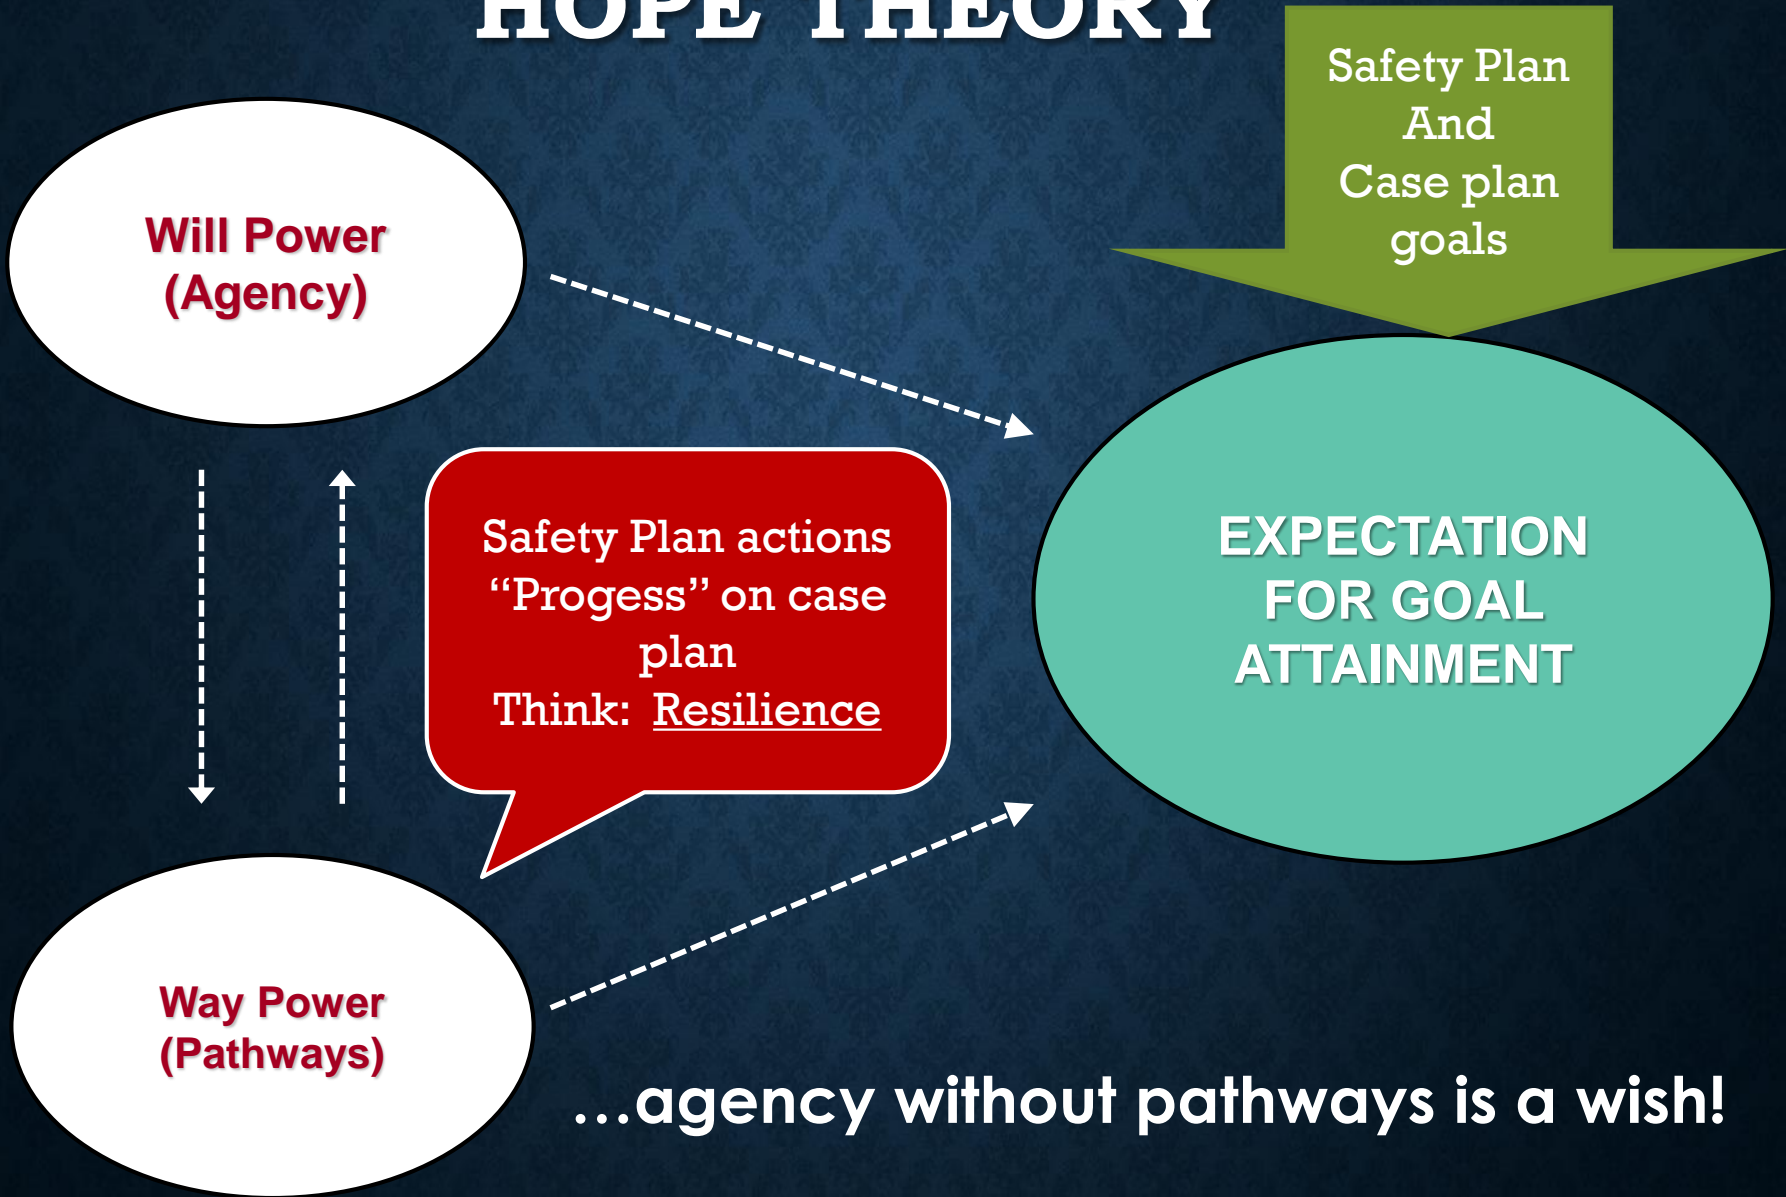 HOPE THEORY
Safety Plan
And
Case plan
goals
Will Power
(Agency)
Safety Plan actions
“Progess” on case
plan
Think: Resilience
EXPECTATION
FOR GOAL
ATTAINMENT
Way Power
(Pathways)
…agency without pathways is a wish!